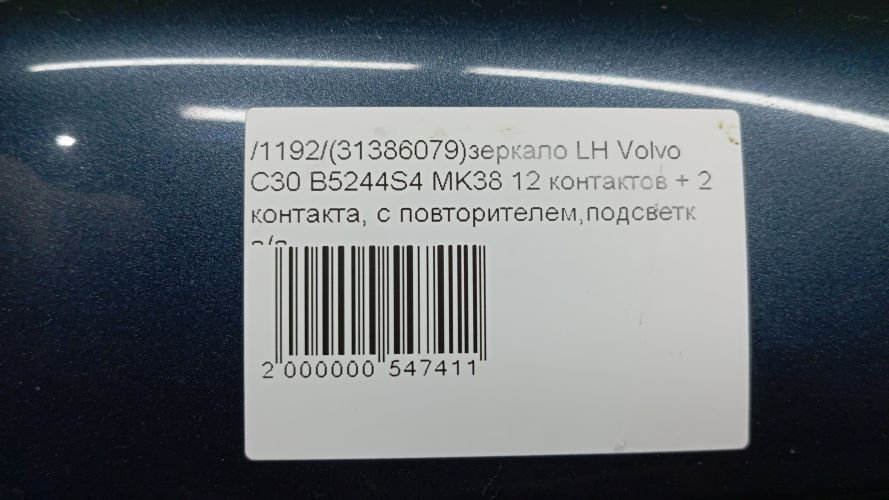 /1192/(31386079)зеркало LH Volvo
C30 B5244S4 MK38 12 контактов + 2
контакта, с повторителем,подсветк
2 000000 547411